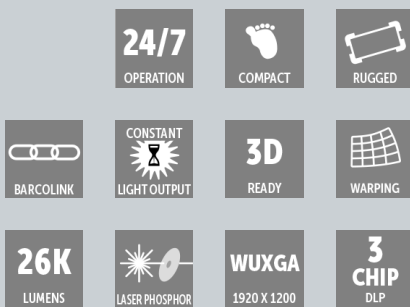 24/7
OPERATION
COMPACT
RUGGED
BARCOLINK
CONSTANT
LIGHT OUTPUT
3D
READY
WARPING
26K
LUMENS
LASER PHOSPHOR
WUXGA
1920 X 1200
3
CHIP
DLP